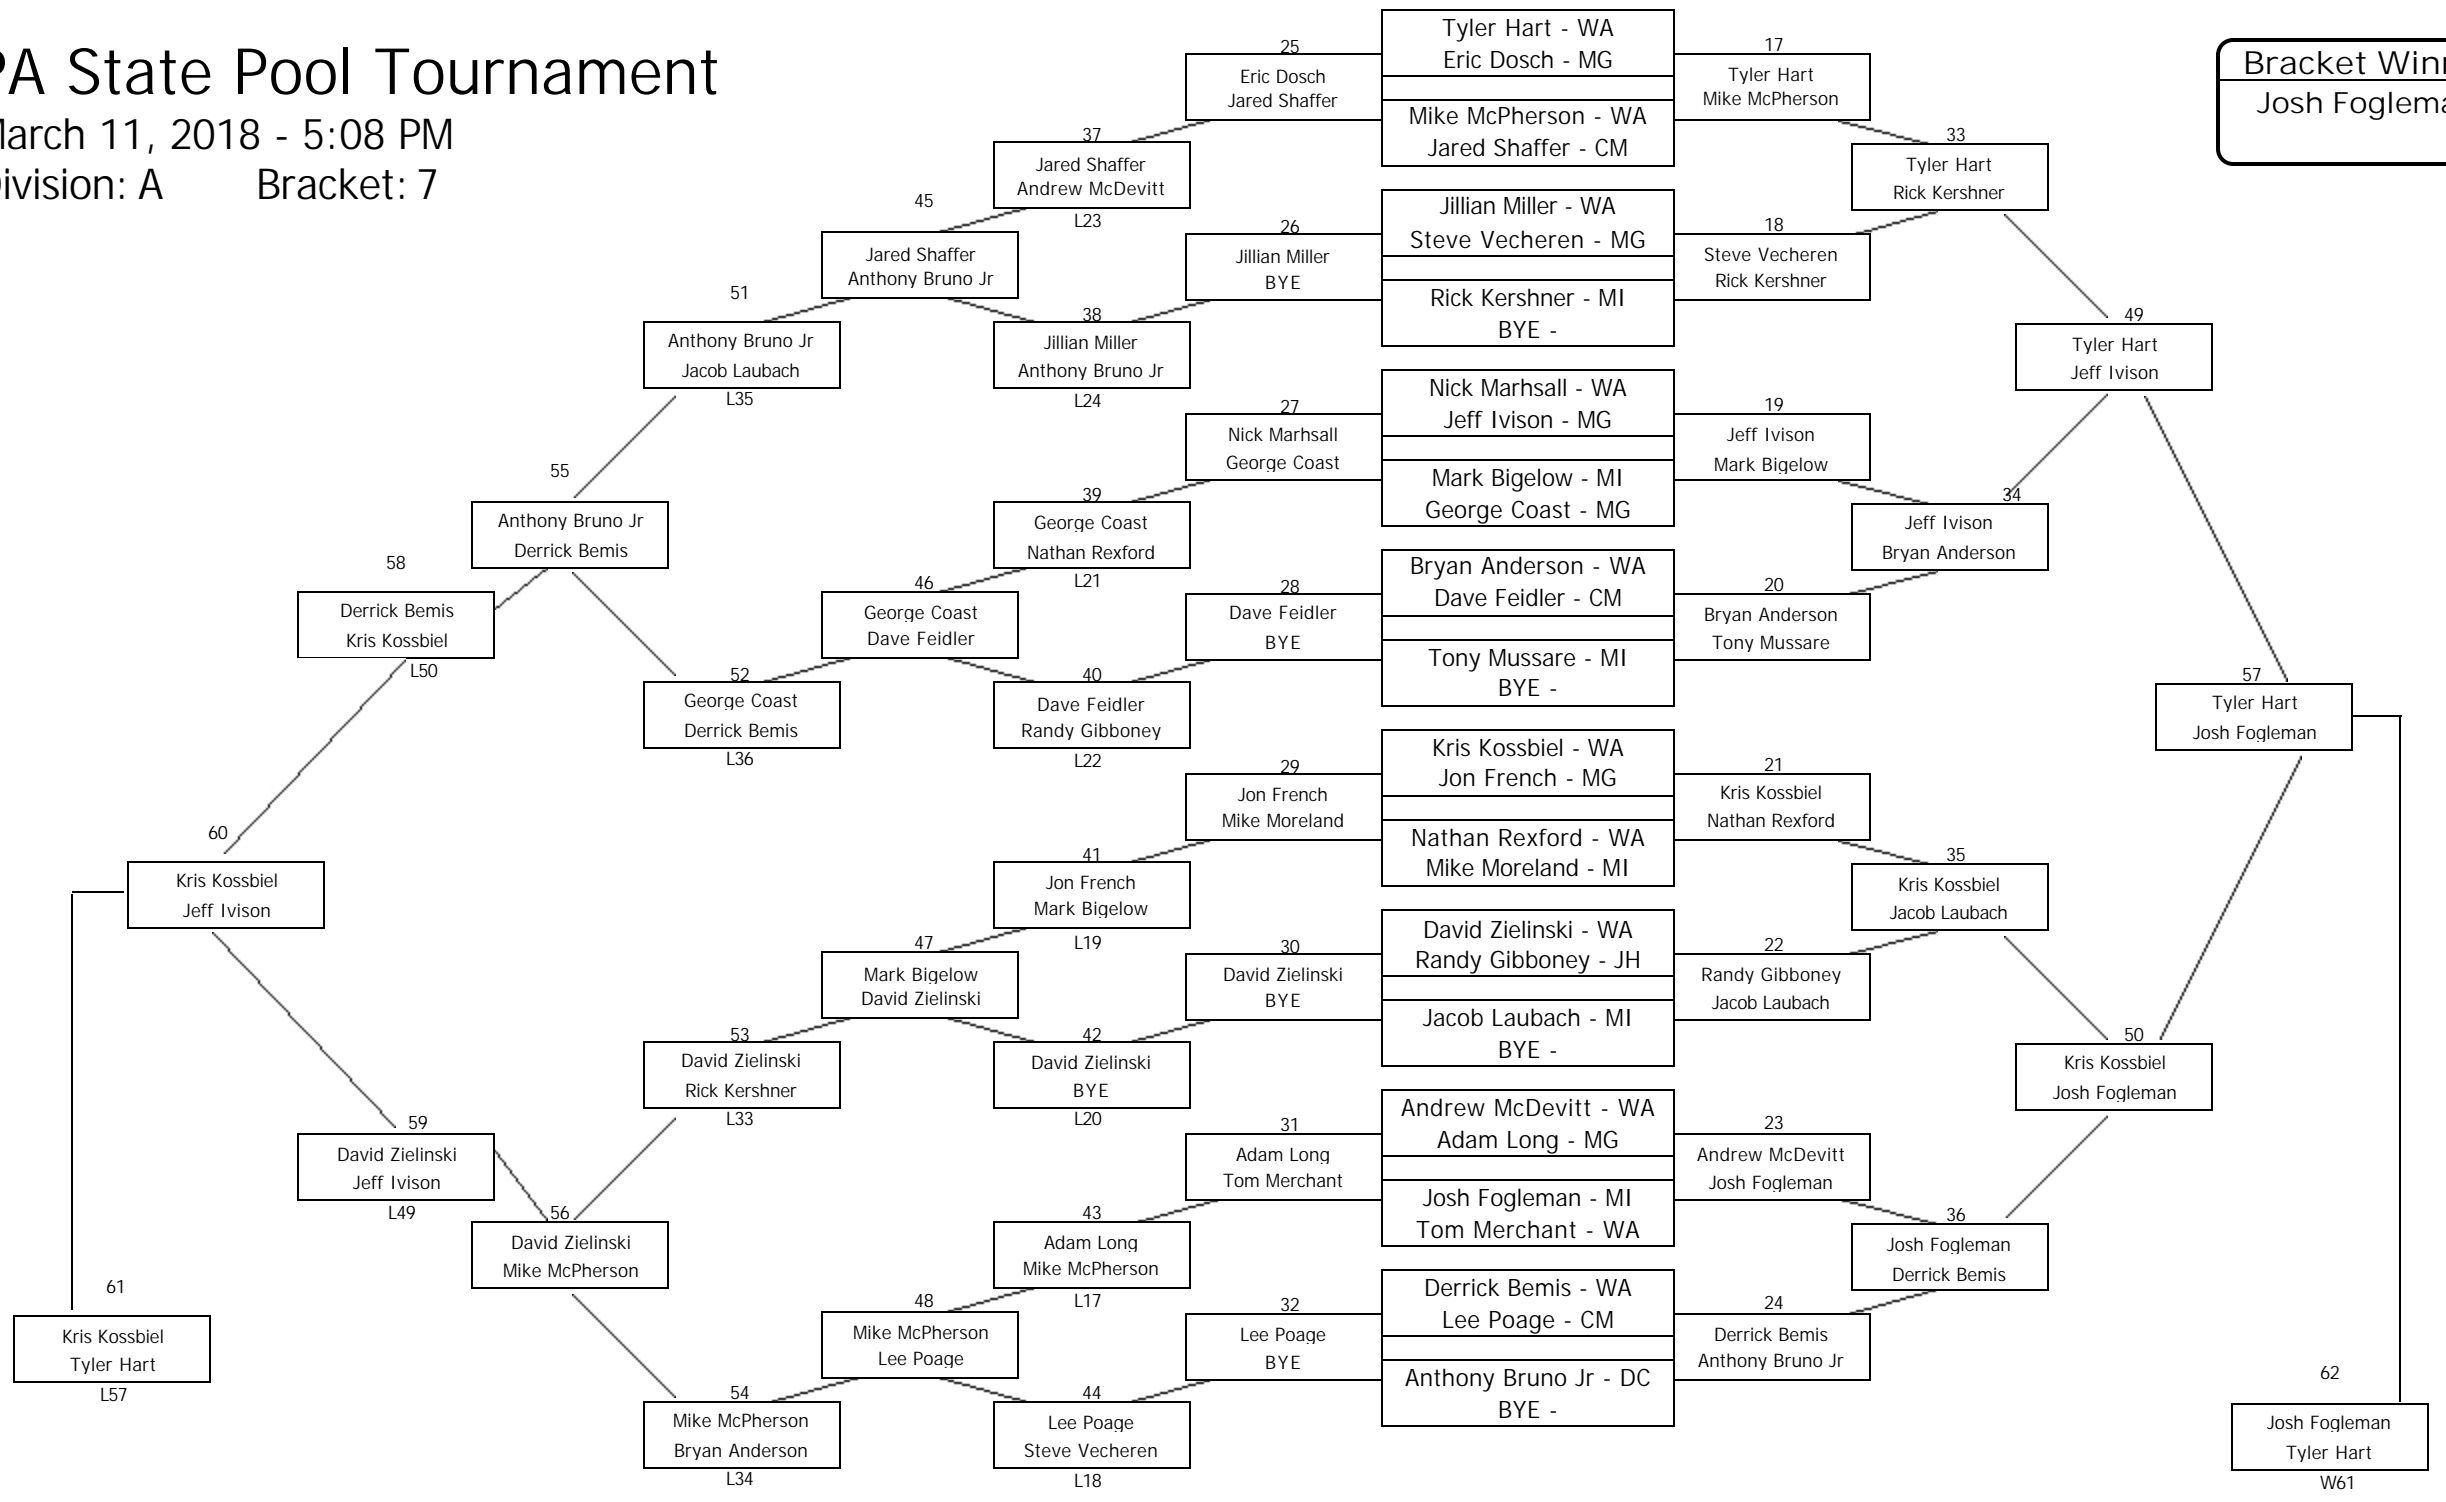 PA State Pool Tournament
March 11, 2018 - 5:08 PM
Division: A Bracket: 7
Bracket Winn
Josh Foglema
Tyler Hart - WA
Eric Dosch - MG
Mike McPherson - WA
Jared Shaffer - CM
Jillian Miller - WA
Steve Vecheren - MG
Rick Kershner - MI
BYE -
Nick Marhsall - WA
Jeff Ivison - MG
Mark Bigelow - MI
George Coast - MG
Bryan Anderson - WA
Dave Feidler - CM
Tony Mussare - MI
BYE -
Kris Kossbiel - WA
Jon French - MG
Nathan Rexford - WA
Mike Moreland - MI
David Zielinski - WA
Randy Gibboney - JH
Jacob Laubach - MI
BYE -
Andrew McDevitt - WA
Adam Long - MG
Josh Fogleman - MI
Tom Merchant - WA
Derrick Bemis - WA
Lee Poage - CM
Anthony Bruno Jr - DC
BYE -
17
Tyler Hart
Mike McPherson
18
Steve Vecheren
Rick Kershner
19
Jeff Ivison
Mark Bigelow
20
Bryan Anderson
Tony Mussare
21
Kris Kossbiel
Nathan Rexford
22
Randy Gibboney
Jacob Laubach
23
Andrew McDevitt
Josh Fogleman
24
Derrick Bemis
Anthony Bruno Jr
25
Eric Dosch
Jared Shaffer
26
Jillian Miller
BYE
27
Nick Marhsall
George Coast
28
Dave Feidler
BYE
29
Jon French
Mike Moreland
30
David Zielinski
BYE
31
Adam Long
Tom Merchant
32
Lee Poage
BYE
33
Tyler Hart
Rick Kershner
34
Jeff Ivison
Bryan Anderson
35
Kris Kossbiel
Jacob Laubach
36
Josh Fogleman
Derrick Bemis
37
Jared Shaffer
Andrew McDevitt
L23
38
Jillian Miller
Anthony Bruno Jr
L24
39
George Coast
Nathan Rexford
L21
40
Dave Feidler
Randy Gibboney
L22
41
Jon French
Mark Bigelow
L19
42
David Zielinski
BYE
L20
43
Adam Long
Mike McPherson
L17
44
Lee Poage
Steve Vecheren
L18
45
Jared Shaffer
Anthony Bruno Jr
46
George Coast
Dave Feidler
47
Mark Bigelow
David Zielinski
48
Mike McPherson
Lee Poage
49
Tyler Hart
Jeff Ivison
50
Kris Kossbiel
Josh Fogleman
51
Anthony Bruno Jr
Jacob Laubach
L35
52
George Coast
Derrick Bemis
L36
53
David Zielinski
Rick Kershner
L33
54
Mike McPherson
Bryan Anderson
L34
55
Anthony Bruno Jr
Derrick Bemis
56
David Zielinski
Mike McPherson
57
Tyler Hart
Josh Fogleman
58
Derrick Bemis
Kris Kossbiel
L50
59
David Zielinski
Jeff Ivison
L49
60
Kris Kossbiel
Jeff Ivison
61
Kris Kossbiel
Tyler Hart
L57
62
Josh Fogleman
Tyler Hart
W61